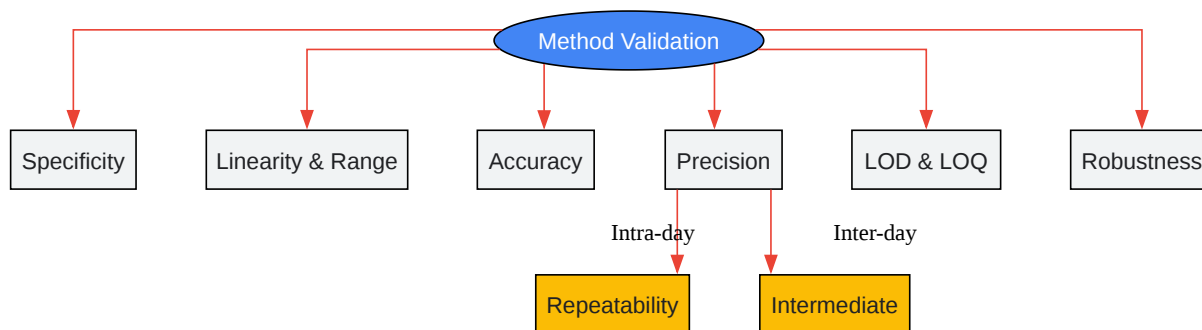 Method Validation
Specificity
Linearity & Range
Accuracy
Precision
LOD & LOQ
Robustness
Intra-day
Inter-day
Repeatability
Intermediate